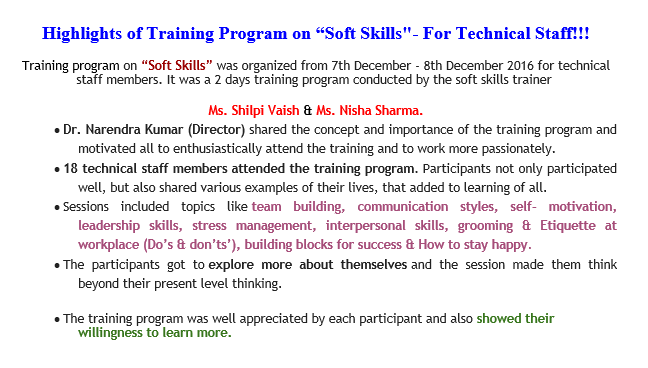 Highlights of Training Program on “Soft Skills"- For Technical Staff!!!
Training program on “Soft Skills” was organized from 7th December - 8th December 2016 for technical
staff members. It was a 2 days training program conducted by the soft skills trainer
Ms. Shilpi Vaish & Ms. Nisha Sharma.
• Dr. Narendra Kumar (Director) shared the concept and importance of the training program and
motivated all to enthusiastically attend the training and to work more passionately.
• 18 technical staff members attended the training program. Participants not only participated
well, but also shared various examples of their lives, that added to learning of all.
• Sessions included topics like team building, communication styles, self- motivation,
leadership skills, stress management, interpersonal skills, grooming & Etiquette at
workplace (Do’s & don’ts’), building blocks for success & How to stay happy.
• The participants got to explore more about themselves and the session made them think
beyond their present level thinking.
• The training program was well appreciated by each participant and also showed their
willingness to learn more.